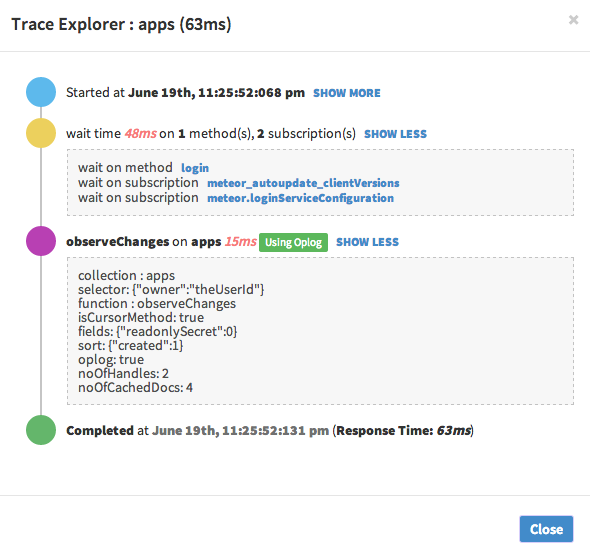 Trace Explorer : apps (63ms)
×
Started at June 19th, 11:25:52:068 pm SHOW MORE
wait time 48ms on 1 method(s), 2 subscription(s) SHOW LESS
wait on method login
wait on subscription meteor_autoupdate_clientVersions
wait on subscription meteor.loginServiceConfiguration
observeChanges on apps 15ms Using Oplog SHOW LESS
collection : apps
selector: {"owner":"theUserId"}
function : observeChanges
isCursorMethod: true
fields: {"readonlySecret":0}
sort: {"created":1}
oplog: true
noOfHandles: 2
noOfCachedDocs: 4
Completed at June 19th, 11:25:52:131 pm (Response Time: 63ms)
Close